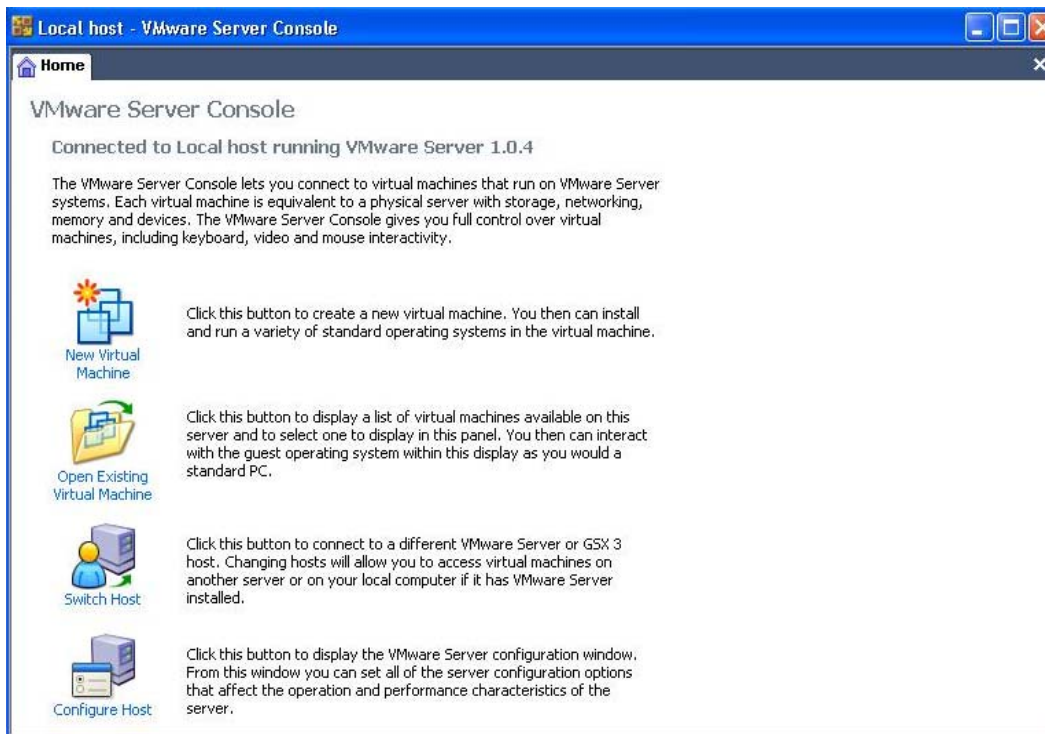 Local host - VMware Server Console
Home
VMware Server Console
Connected to Local host running VMware Server 1.0.4
The VMware Server Console lets you connect to virtual machines that run on VMware Server
systems. Each virtual machine is equivalent to a physical server with storage, networking,
memory and devices. The VMware Server Console gives you full control over virtual
machines, including keyboard, video and mouse interactivity.
New Virtual
Machine
Click this button to create a new virtual machine. You then can install
and run a variety of standard operating systems in the virtual machine.
Open Existing
Virtual Machine
Click this button to display a list of virtual machines available on this
server and to select one to display in this panel. You then can interact
with the guest operating system within this display as you would a
standard PC.
Switch Host
Click this button to connect to a different VMware Server or GSX 3
host. Changing hosts will allow you to access virtual machines on
another server or on your local computer if it has VMware Server
installed.
Configure Host
Click this button to display the VMware Server configuration window.
From this window you can set all of the server configuration options
that affect the operation and performance characteristics of the
server.